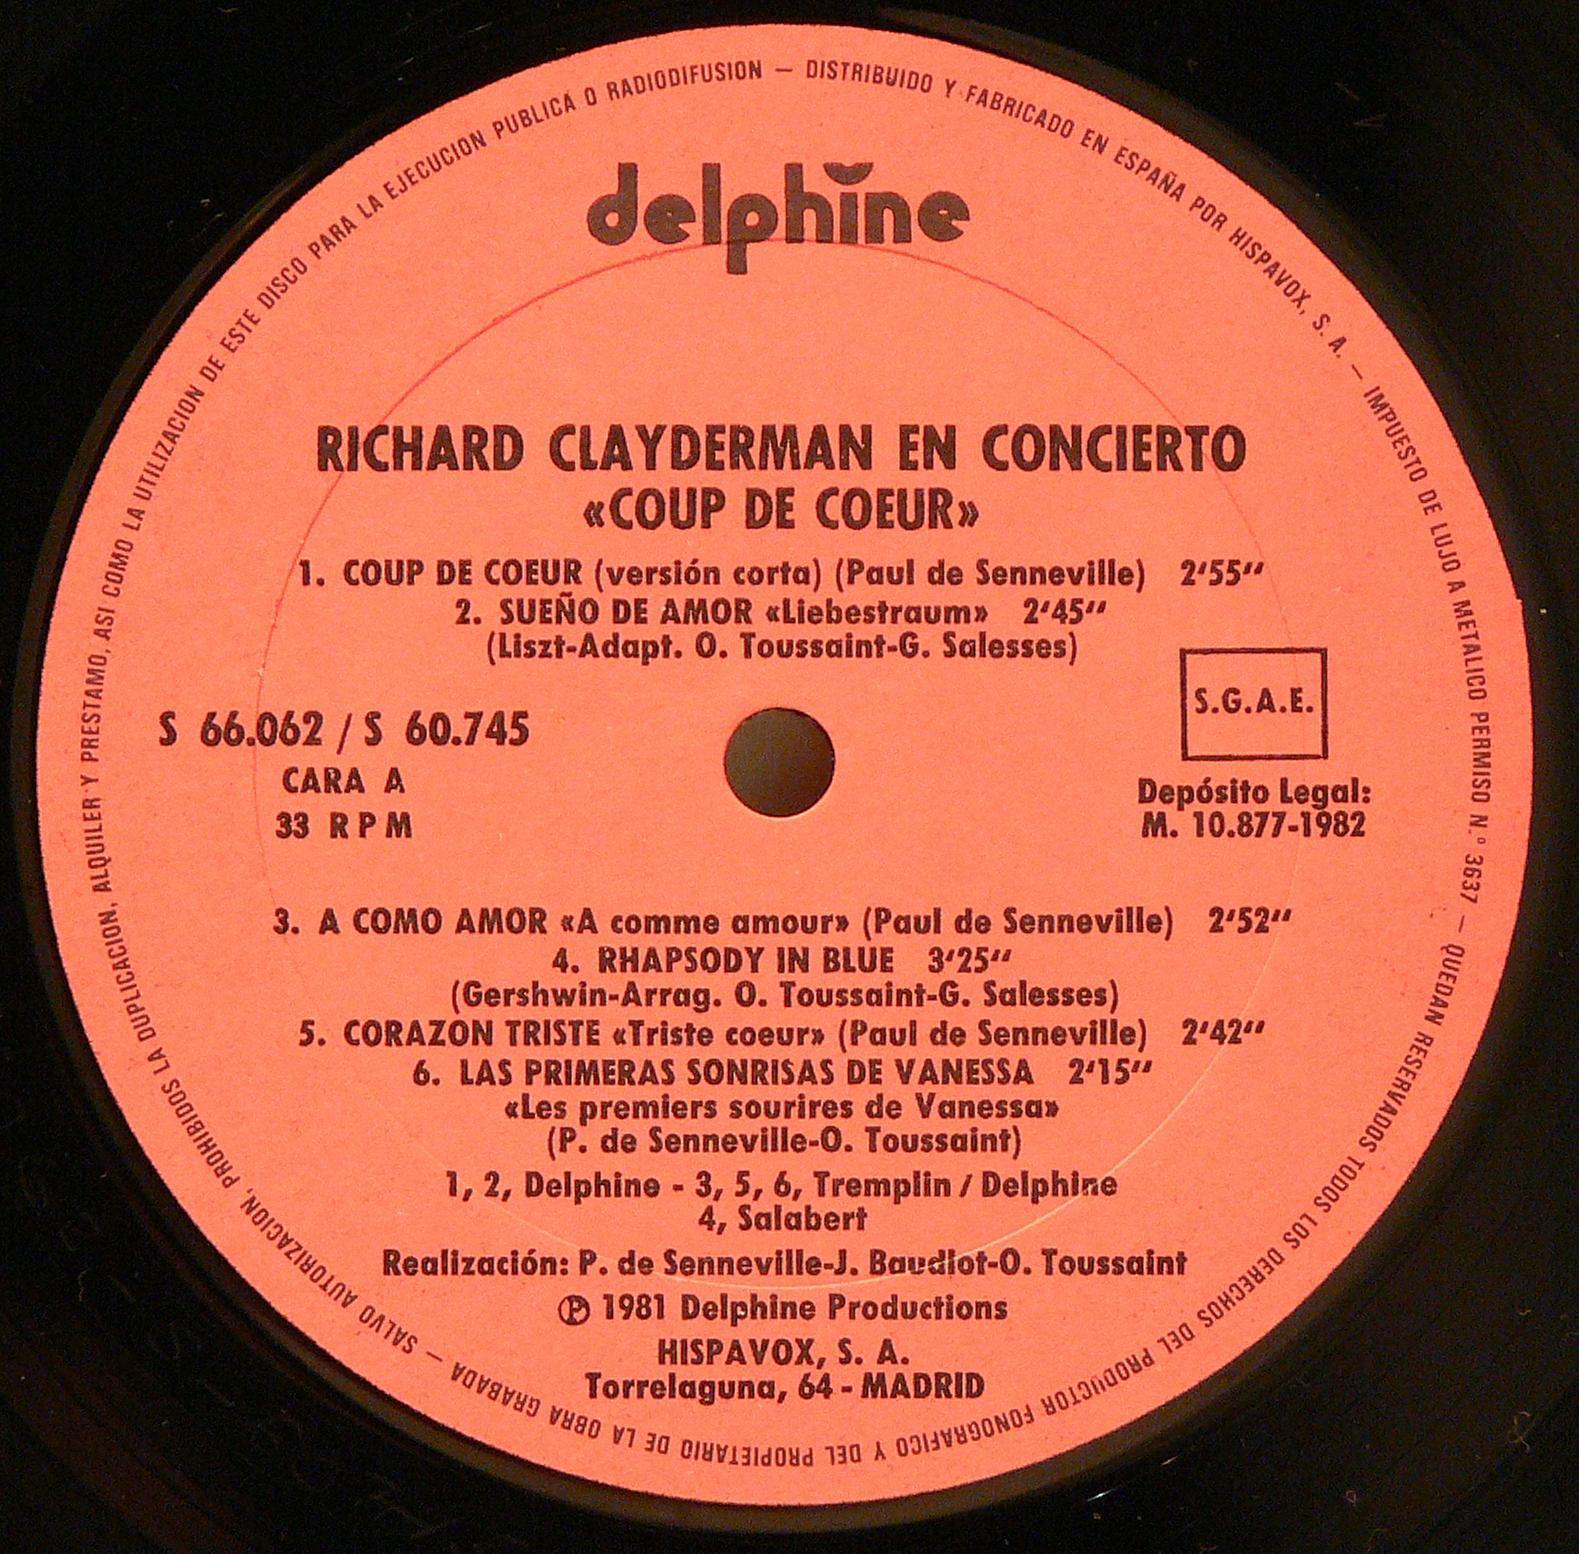 delphine
RICHARD CLAYDERMAN EN CONCIERTO
«COUP DE COEUR»
1. COUP DE COEUR (versión corta) (Paul de Senneville) 2‘55‘‘
2. SUEÑO DE AMOR «Liebestraum» 2‘45‘‘
(Liszt-Adapt. O. Toussaint-G. Salesses)
S.G.A.E.
S 66.062 / S 60.745
CARA A
33 RPM
Depósito Legal:
M. 10.877-1982
3. A COMO AMOR «A comme amour» (Paul de Senneville) 2‘52‘‘
4. RHAPSODY IN BLUE 3‘25‘‘
(Gershwin-Arrag. O. Toussaint-G. Salesses)
5. CORAZON TRISTE «Triste coeur» (Paul de Senneville) 2‘42‘‘
6. LAS PRIMERAS SONRISAS DE VANESSA 2‘15‘‘
«Les premiers sourires de Vanessa»
(P. de Senneville-O. Toussaint)
1, 2, Delphine - 3, 5, 6, Tremplin / Delphine
4, Salabert
Realización: P. de Senneville-J. Baudlot-O. Toussaint
℗ 1981 Delphine Productions
HISPAVOX, S. A.
Torrelaguna, 64 - MADRID
DISTRIBUIDO Y FABRICADO EN ESPAÑA POR HISPAVOX, S. A. — IMPUESTO DE LUJO A METALICO PERMISO N.º 3637 — QUEDAN RESERVADOS TODOS LOS DERECHOS DEL PRODUCTOR FONOGRAFICO Y DEL PROPIETARIO DE LA OBRA GRABADA — SALVO AUTORIZACION, PROHIBIDOS LA DUPLICACION, ALQUILER Y PRESTAMO, ASI COMO LA UTILIZACION DE ESTE DISCO PARA LA EJECUCION PUBLICA O RADIODIFUSION —